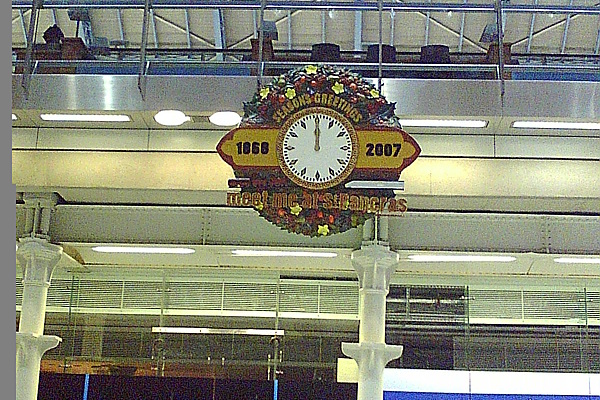 SEASONS GREETINGS
1868 2007
meet me at st pancras